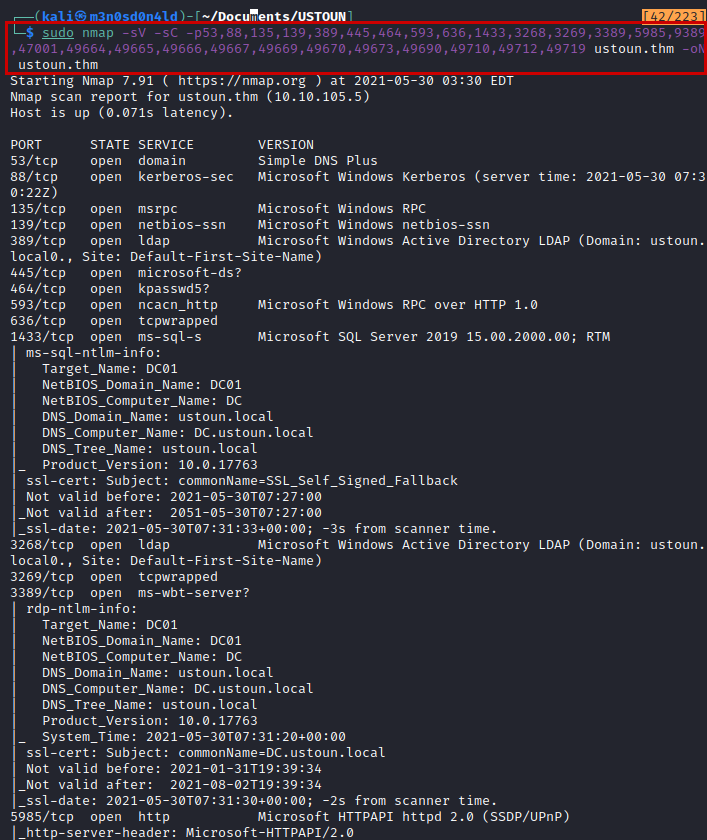 ┌──(kali㉿m3n0sd0n4ld)-[~/Documents/USTOUN] [42/223]
└─$ sudo nmap -sV -sC -p53,88,135,139,389,445,464,593,636,1433,3268,3269,3389,5985,9389
,47001,49664,49665,49666,49667,49669,49670,49673,49690,49710,49712,49719 ustoun.thm -oN
 ustoun.thm
Starting Nmap 7.91 ( https://nmap.org ) at 2021-05-30 03:30 EDT
Nmap scan report for ustoun.thm (10.10.105.5)
Host is up (0.071s latency).

PORT      STATE SERVICE        VERSION
53/tcp    open  domain         Simple DNS Plus
88/tcp    open  kerberos-sec   Microsoft Windows Kerberos (server time: 2021-05-30 07:3
0:22Z)
135/tcp   open  msrpc          Microsoft Windows RPC
139/tcp   open  netbios-ssn    Microsoft Windows netbios-ssn
389/tcp   open  ldap           Microsoft Windows Active Directory LDAP (Domain: ustoun.
local0., Site: Default-First-Site-Name)
445/tcp   open  microsoft-ds?
464/tcp   open  kpasswd5?
593/tcp   open  ncacn_http     Microsoft Windows RPC over HTTP 1.0
636/tcp   open  tcpwrapped
1433/tcp  open  ms-sql-s       Microsoft SQL Server 2019 15.00.2000.00; RTM
| ms-sql-ntlm-info:
|   Target_Name: DC01
|   NetBIOS_Domain_Name: DC01
|   NetBIOS_Computer_Name: DC
|   DNS_Domain_Name: ustoun.local
|   DNS_Computer_Name: DC.ustoun.local
|   DNS_Tree_Name: ustoun.local
|_  Product_Version: 10.0.17763
| ssl-cert: Subject: commonName=SSL_Self_Signed_Fallback
| Not valid before: 2021-05-30T07:27:00
|_Not valid after:  2051-05-30T07:27:00
|_ssl-date: 2021-05-30T07:31:33+00:00; -3s from scanner time.
3268/tcp  open  ldap           Microsoft Windows Active Directory LDAP (Domain: ustoun.
local0., Site: Default-First-Site-Name)
3269/tcp  open  tcpwrapped
3389/tcp  open  ms-wbt-server?
| rdp-ntlm-info:
|   Target_Name: DC01
|   NetBIOS_Domain_Name: DC01
|   NetBIOS_Computer_Name: DC
|   DNS_Domain_Name: ustoun.local
|   DNS_Computer_Name: DC.ustoun.local
|   DNS_Tree_Name: ustoun.local
|   Product_Version: 10.0.17763
|_  System_Time: 2021-05-30T07:31:20+00:00
| ssl-cert: Subject: commonName=DC.ustoun.local
| Not valid before: 2021-01-31T19:39:34
|_Not valid after:  2021-08-02T19:39:34
|_ssl-date: 2021-05-30T07:31:30+00:00; -2s from scanner time.
5985/tcp  open  http           Microsoft HTTPAPI httpd 2.0 (SSDP/UPnP)
|_http-server-header: Microsoft-HTTPAPI/2.0